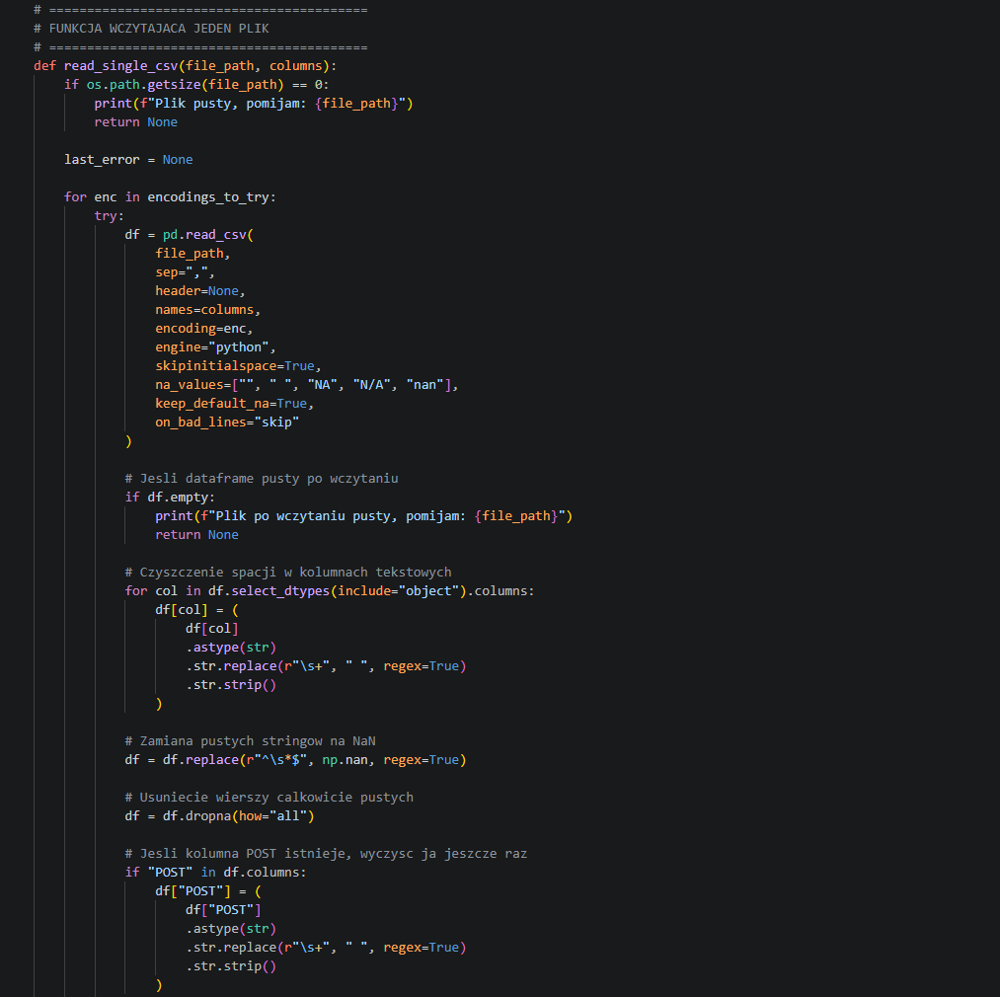 # ==========================================
# FUNKCJA WCZYTAJACA JEDEN PLIK
# ==========================================
def read_single_csv(file_path, columns):
    if os.path.getsize(file_path) == 0:
        print(f"Plik pusty, pomijam: {file_path}")
        return None

    last_error = None

    for enc in encodings_to_try:
        try:
            df = pd.read_csv(
                file_path,
                sep=",",
                header=None,
                names=columns,
                encoding=enc,
                engine="python",
                skipinitialspace=True,
                na_values=["", " ", "NA", "N/A", "nan"],
                keep_default_na=True,
                on_bad_lines="skip"
            )

            # Jesli dataframe pusty po wczytaniu
            if df.empty:
                print(f"Plik po wczytaniu pusty, pomijam: {file_path}")
                return None

            # Czyszczenie spacji w kolumnach tekstowych
            for col in df.select_dtypes(include="object").columns:
                df[col] = (
                    df[col]
                    .astype(str)
                    .str.replace(r"\s+", " ", regex=True)
                    .str.strip()
                )

            # Zamiana pustych stringow na NaN
            df = df.replace(r"^\s*$", np.nan, regex=True)

            # Usuniecie wierszy calkowicie pustych
            df = df.dropna(how="all")

            # Jesli kolumna POST istnieje, wyczysc ja jeszcze raz
            if "POST" in df.columns:
                df["POST"] = (
                    df["POST"]
                    .astype(str)
                    .str.replace(r"\s+", " ", regex=True)
                    .str.strip()
                )